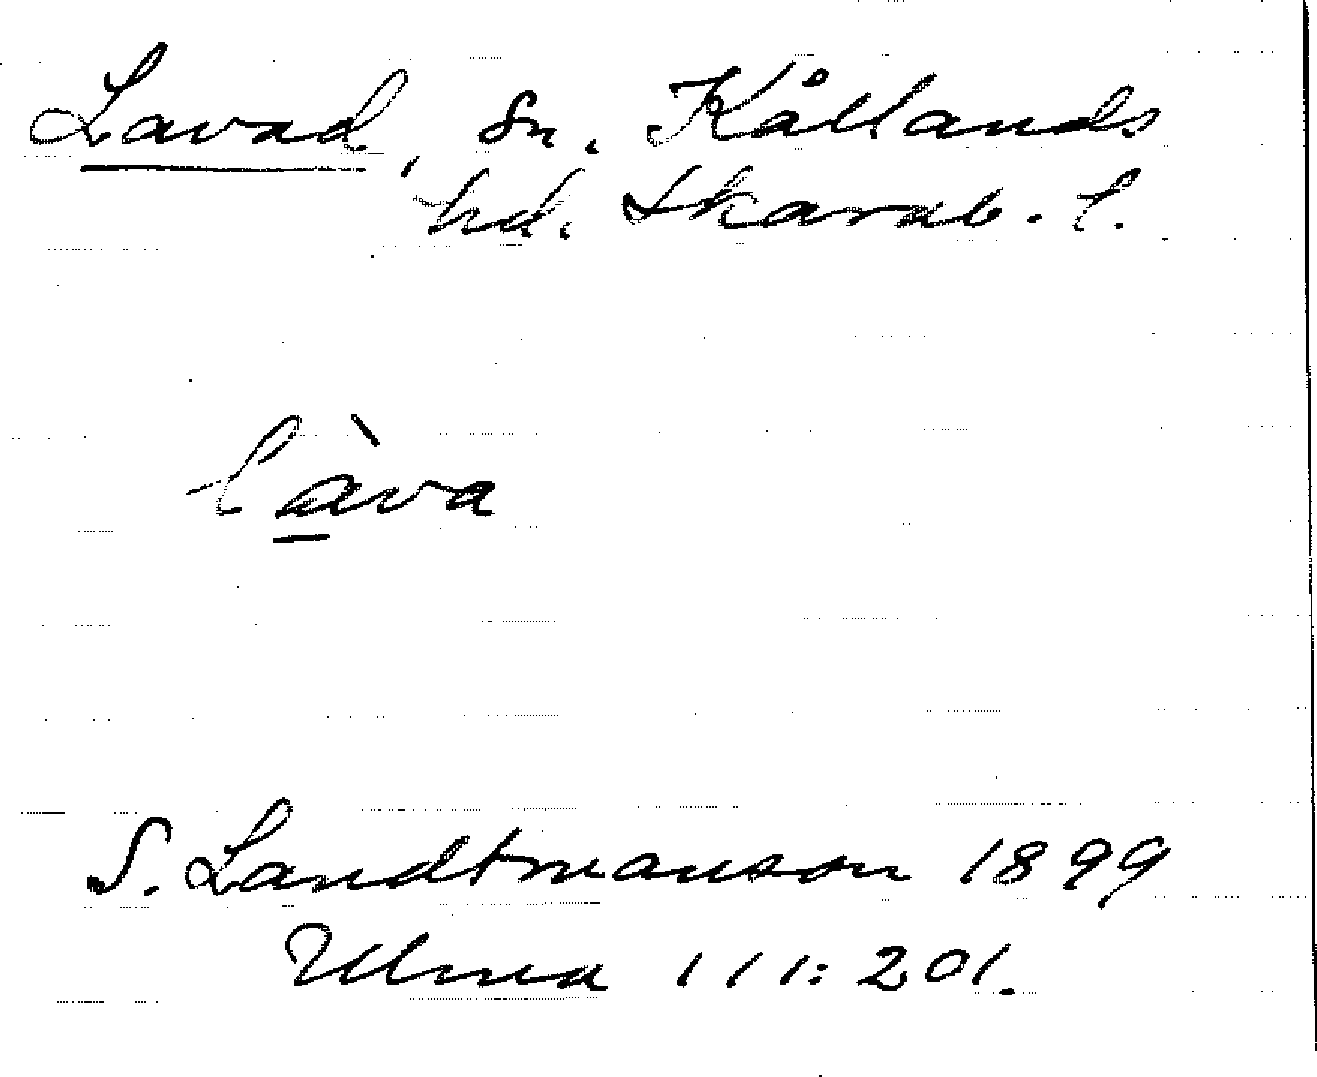 Lavad, sn. Kållands
hd. Skarab. l.
làva
S. Landtmanson 1899
Ulma 111:201.